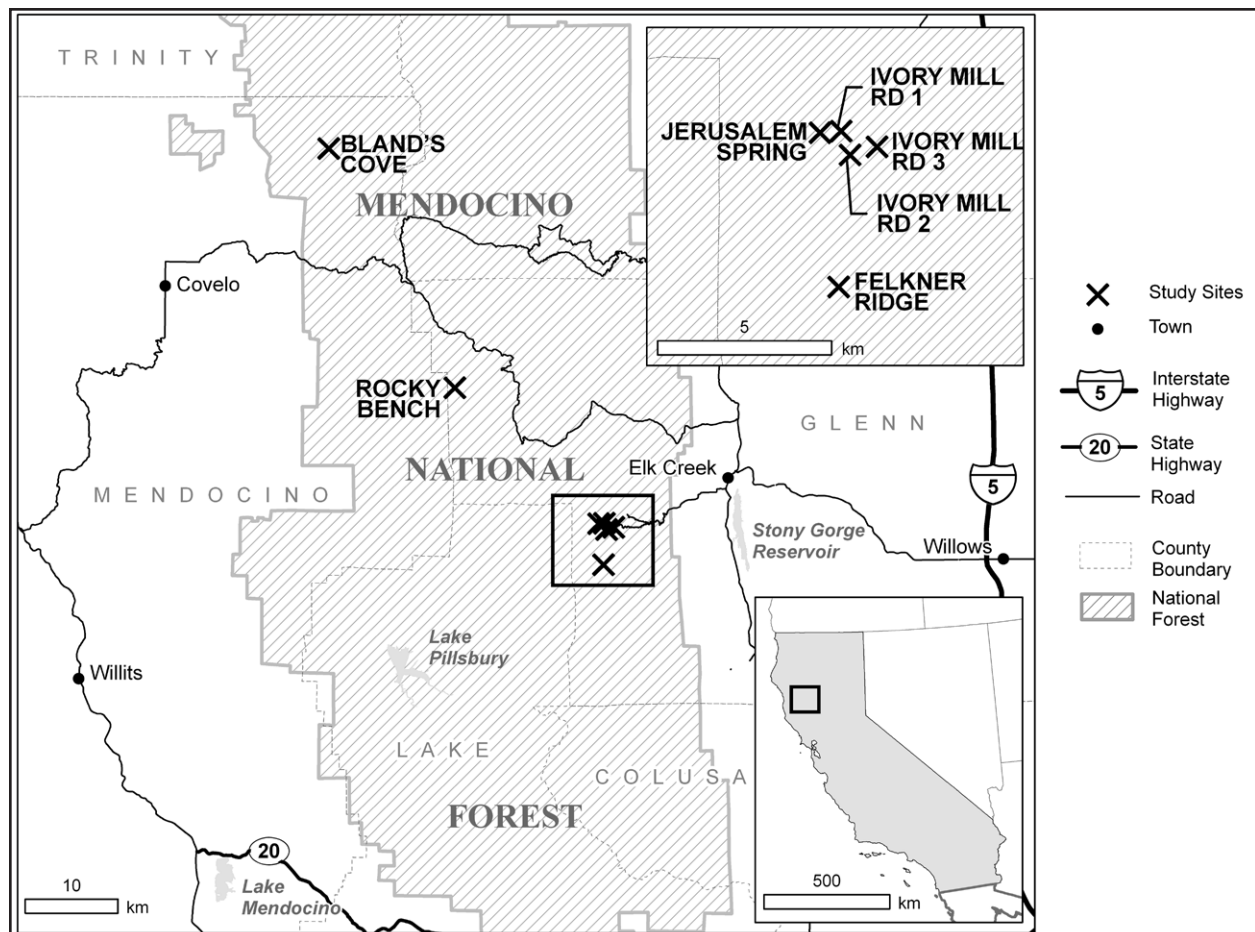 TRINITY
BLAND'S
COVE
MENDOCINO
Covelo
ROCKY
BENCH
NATIONAL
MENDOCINO
GLENN
Elk Creek
Stony Gorge
Reservoir
Willows
5
Lake
Pillsbury
Willits
LAKE
COLUSA
FOREST
20
Lake
Mendocino
10
km
IVORY MILL
RD 1
JERUSALEM
SPRING
IVORY MILL
RD 3
IVORY MILL
RD 2
FELKNER
RIDGE
5
km
500
km
Study Sites
Town
5
Interstate
Highway
20
State
Highway
Road
County
Boundary
National
Forest